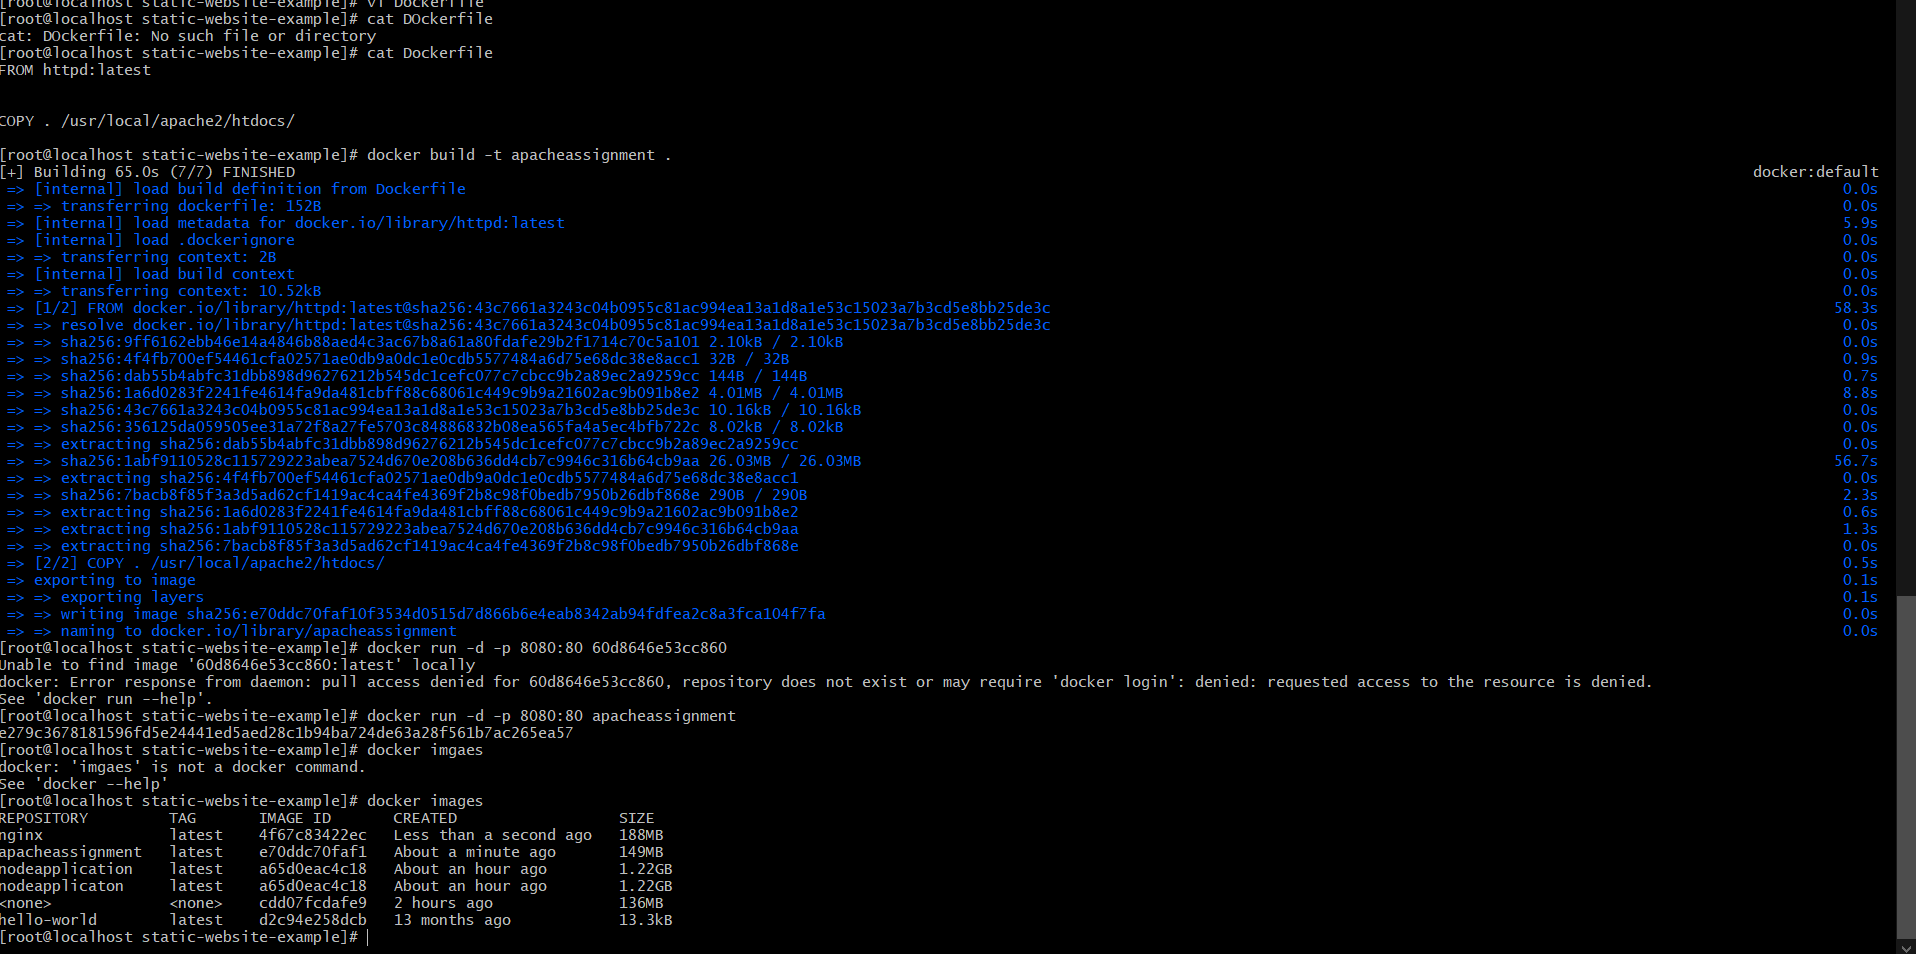 [root@localhost static-website-example]# vi Dockerfile
[root@localhost static-website-example]# cat DOckerfile
cat: DOckerfile: No such file or directory
[root@localhost static-website-example]# cat Dockerfile
FROM httpd:latest
COPY . /usr/local/apache2/htdocs/
[root@localhost static-website-example]# docker build -t apacheassignment .
[+] Building 65.0s (7/7) FINISHED docker:default
=> [internal] load build definition from Dockerfile 0.0s
=> => transferring dockerfile: 152B 0.0s
=> [internal] load metadata for docker.io/library/httpd:latest 5.9s
=> [internal] load .dockerignore 0.0s
=> => transferring context: 2B 0.0s
=> [internal] load build context 0.0s
=> => transferring context: 10.52kB 0.0s
=> [1/2] FROM docker.io/library/httpd:latest@sha256:43c7661a3243c04b0955c81ac994ea13a1d8a1e53c15023a7b3cd5e8bb25de3c 58.3s
=> => resolve docker.io/library/httpd:latest@sha256:43c7661a3243c04b0955c81ac994ea13a1d8a1e53c15023a7b3cd5e8bb25de3c 0.0s
=> => sha256:9ff6162ebb46e14a4846b88aed4c3ac67b8a61a80fdafe29b2f1714c70c5a101 2.10kB / 2.10kB 0.0s
=> => sha256:4f4fb700ef54461cfa02571ae0db9a0dc1e0cdb5577484a6d75e68dc38e8acc1 32B / 32B 0.9s
=> => sha256:dab55b4abfc31dbb898d96276212b545dc1cefc077c7cbcc9b2a89ec2a9259cc 144B / 144B 0.7s
=> => sha256:1a6d0283f2241fe4614fa9da481cbff88c68061c449c9b9a21602ac9b091b8e2 4.01MB / 4.01MB 8.8s
=> => sha256:43c7661a3243c04b0955c81ac994ea13a1d8a1e53c15023a7b3cd5e8bb25de3c 10.16kB / 10.16kB 0.0s
=> => sha256:356125da059505ee31a72f8a27fe5703c84886832b08ea565fa4a5ec4bfb722c 8.02kB / 8.02kB 0.0s
=> => extracting sha256:dab55b4abfc31dbb898d96276212b545dc1cefc077c7cbcc9b2a89ec2a9259cc 0.0s
=> => sha256:1abf9110528c115729223abea7524d670e208b636dd4cb7c9946c316b64cb9aa 26.03MB / 26.03MB 56.7s
=> => extracting sha256:4f4fb700ef54461cfa02571ae0db9a0dc1e0cdb5577484a6d75e68dc38e8acc1 0.0s
=> => sha256:7bacb8f85f3a3d5ad62cf1419ac4ca4fe4369f2b8c98f0bedb7950b26dbf868e 290B / 290B 2.3s
=> => extracting sha256:1a6d0283f2241fe4614fa9da481cbff88c68061c449c9b9a21602ac9b091b8e2 0.6s
=> => extracting sha256:1abf9110528c115729223abea7524d670e208b636dd4cb7c9946c316b64cb9aa 1.3s
=> => extracting sha256:7bacb8f85f3a3d5ad62cf1419ac4ca4fe4369f2b8c98f0bedb7950b26dbf868e 0.0s
=> [2/2] COPY . /usr/local/apache2/htdocs/ 0.5s
=> exporting to image 0.1s
=> => exporting layers 0.1s
=> => writing image sha256:e70ddc70faf10f3534d0515d7d866b6e4eab8342ab94fdfea2c8a3fca104f7fa 0.0s
=> => naming to docker.io/library/apacheassignment 0.0s
[root@localhost static-website-example]# docker run -d -p 8080:80 60d8646e53cc860
Unable to find image '60d8646e53cc860:latest' locally
docker: Error response from daemon: pull access denied for 60d8646e53cc860, repository does not exist or may require 'docker login': denied: requested access to the resource is denied.
See 'docker run --help'.
[root@localhost static-website-example]# docker run -d -p 8080:80 apacheassignment
e279c3678181596fd5e24441ed5aed28c1b94ba724de63a28f561b7ac265ea57
[root@localhost static-website-example]# docker imgaes
docker: 'imgaes' is not a docker command.
See 'docker --help'
[root@localhost static-website-example]# docker images
REPOSITORY TAG IMAGE ID CREATED SIZE
nginx latest 4f67c83422ec Less than a second ago 188MB
apacheassignment latest e70ddc70faf1 About a minute ago 149MB
nodeapplication latest a65d0eac4c18 About an hour ago 1.22GB
nodeapplicaton latest a65d0eac4c18 About an hour ago 1.22GB
<none> <none> cdd07fcdafe9 2 hours ago 136MB
hello-world latest d2c94e258dcb 13 months ago 13.3kB
[root@localhost static-website-example]#